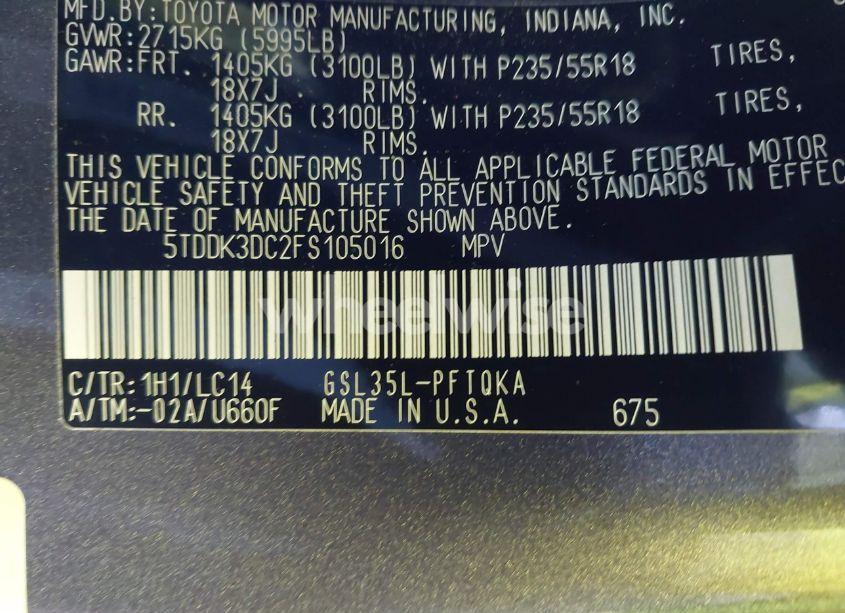 MFD.BY:TOYOTA MOTOR MANUFACTURING, INDIANA, INC.
GVWR:2715KG (5995LB)
GAWR:FRT. 1405KG (3100LB) WITH P235/55R18 TIRES,
18X7J RIMS.
RR. 1405KG (3100LB) WITH P235/55R18 TIRES,
18X7J RIMS.
THIS VEHICLE CONFORMS TO ALL APPLICABLE FEDERAL MOTOR
VEHICLE SAFETY AND THEFT PREVENTION STANDARDS IN EFFEC
THE DATE OF MANUFACTURE SHOWN ABOVE.
5TDDK3DC2FS105016 MPV
wheelwise
C/TR:1H1/LC14 GSL35L-PFTQKA
A/TM:-02A/U660F MADE IN U.S.A. 675